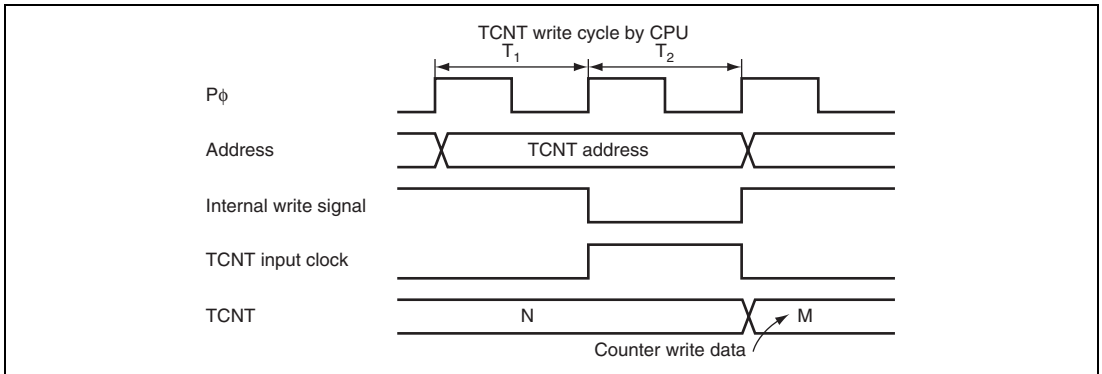 TCNT write cycle by CPU
T1 T2
Pφ
Address TCNT address
Internal write signal
TCNT input clock
TCNT N M
Counter write data